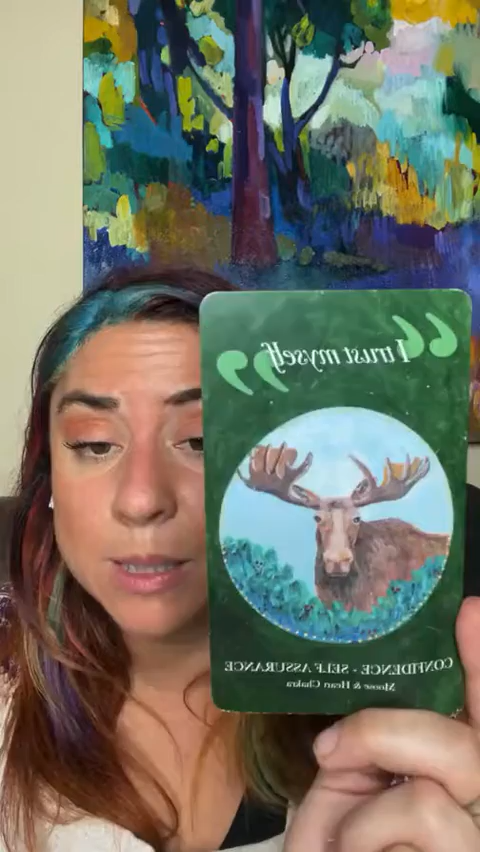 "I trust myself"
CONFIDENCE - SELF ASSURANCE
Moose & Heart Chakra